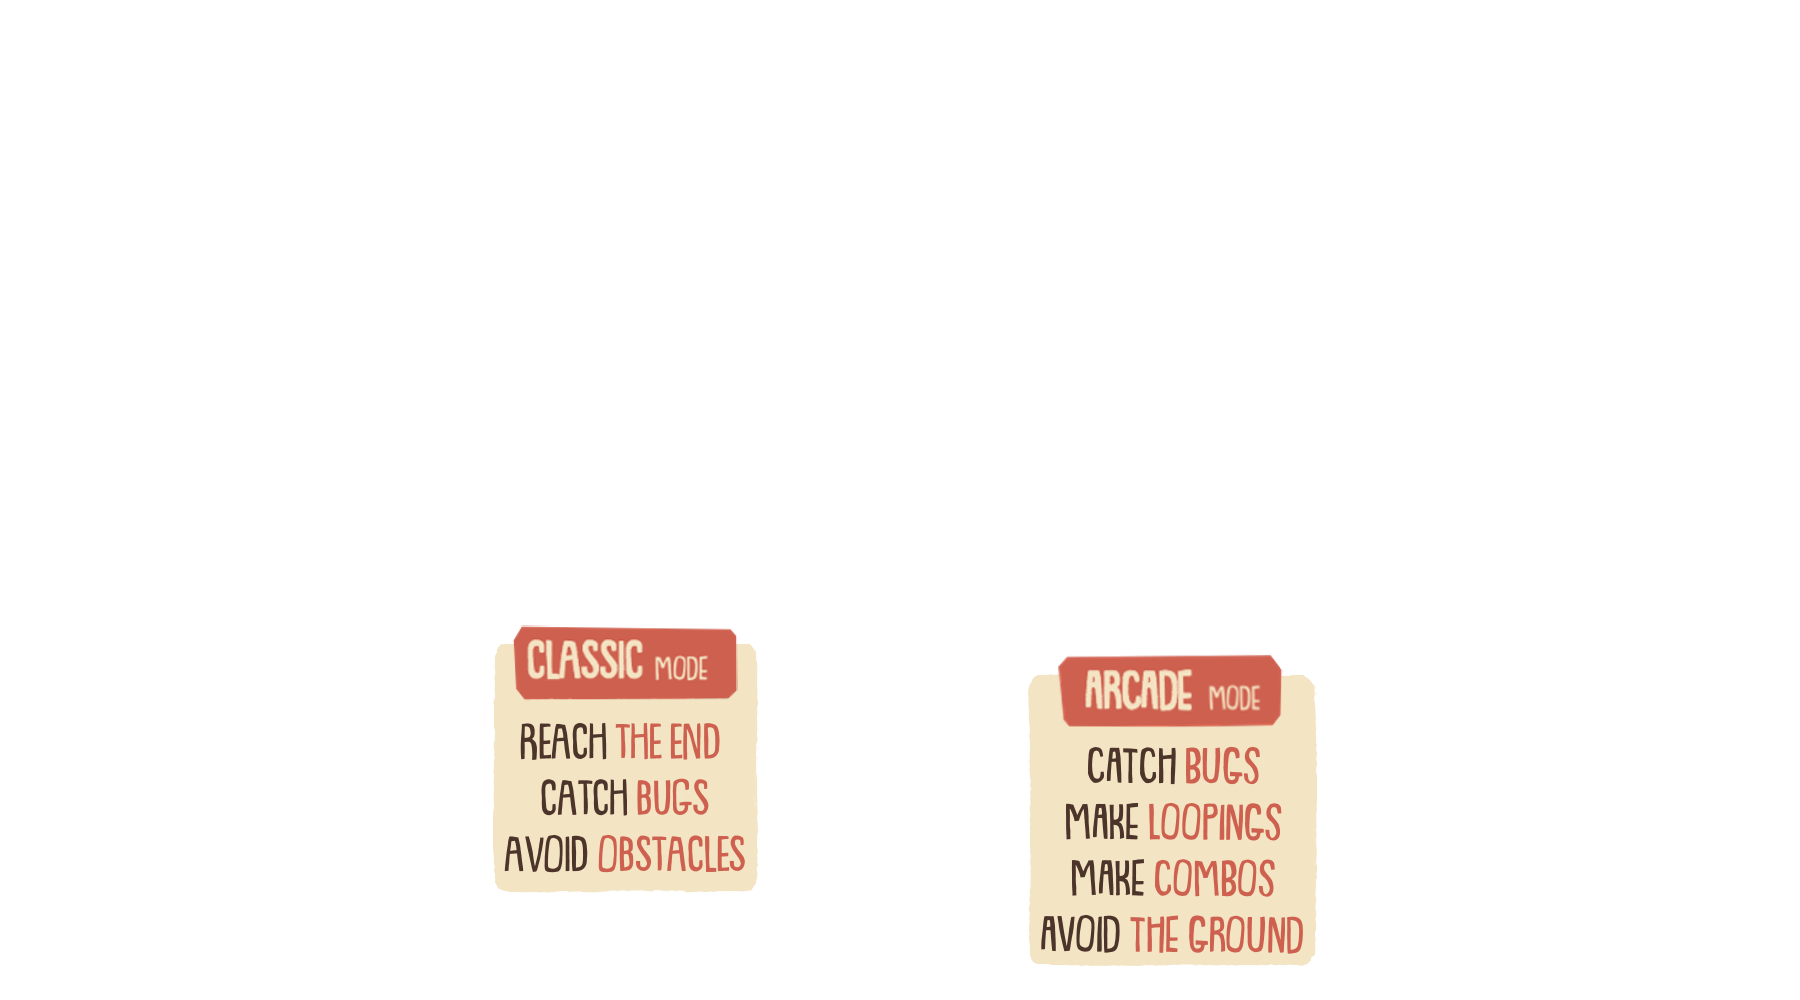 CLASSIC MODE
REACH THE END
CATCH BUGS
AVOID OBSTACLES
ARCADE MODE
CATCH BUGS
MAKE LOOPINGS
MAKE COMBOS
AVOID THE GROUND